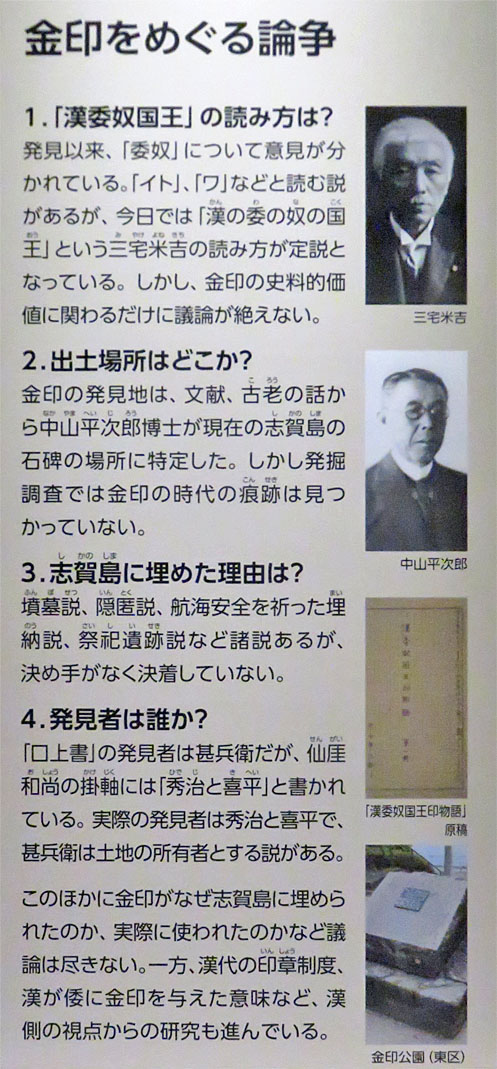 金印をめぐる論争
1.「漢委奴国王」の読み方は？
発見以来、「委奴」について意見が分
かれている。「イト」、「ワ」などと読む説
があるが、今日では「漢の委の奴の国
王」という三宅米吉の読み方が定説と
なっている。しかし、金印の史料的価
値に関わるだけに議論が絶えない。
三宅米吉
2.出土場所はどこか？
金印の発見地は、文献、古老の話か
ら中山平次郎博士が現在の志賀島の
石碑の場所に特定した。しかし発掘
調査では金印の時代の痕跡は見つ
かっていない。
中山平次郎
3.志賀島に埋めた理由は？
墳墓説、隠匿説、航海安全を祈った埋
納説、祭祀遺跡説など諸説あるが、
決め手がなく決着していない。
4.発見者は誰か？
「口上書」の発見者は甚兵衛だが、仙厓
和尚の掛軸には「秀治と喜平」と書かれ
ている。実際の発見者は秀治と喜平で、
甚兵衛は土地の所有者とする説がある。
「漢委奴国王印物語」
原稿
このほかに金印がなぜ志賀島に埋めら
れたのか、実際に使われたのかなど議
論は尽きない。一方、漢代の印章制度、
漢が倭に金印を与えた意味など、漢
側の視点からの研究も進んでいる。
金印公園（東区）